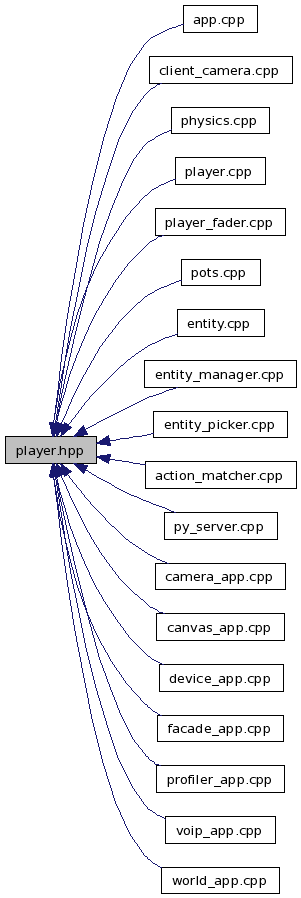 app.cpp
client_camera.cpp
physics.cpp
player.cpp
player_fader.cpp
pots.cpp
entity.cpp
entity_manager.cpp
entity_picker.cpp
player.hpp
action_matcher.cpp
py_server.cpp
camera_app.cpp
canvas_app.cpp
device_app.cpp
facade_app.cpp
profiler_app.cpp
voip_app.cpp
world_app.cpp